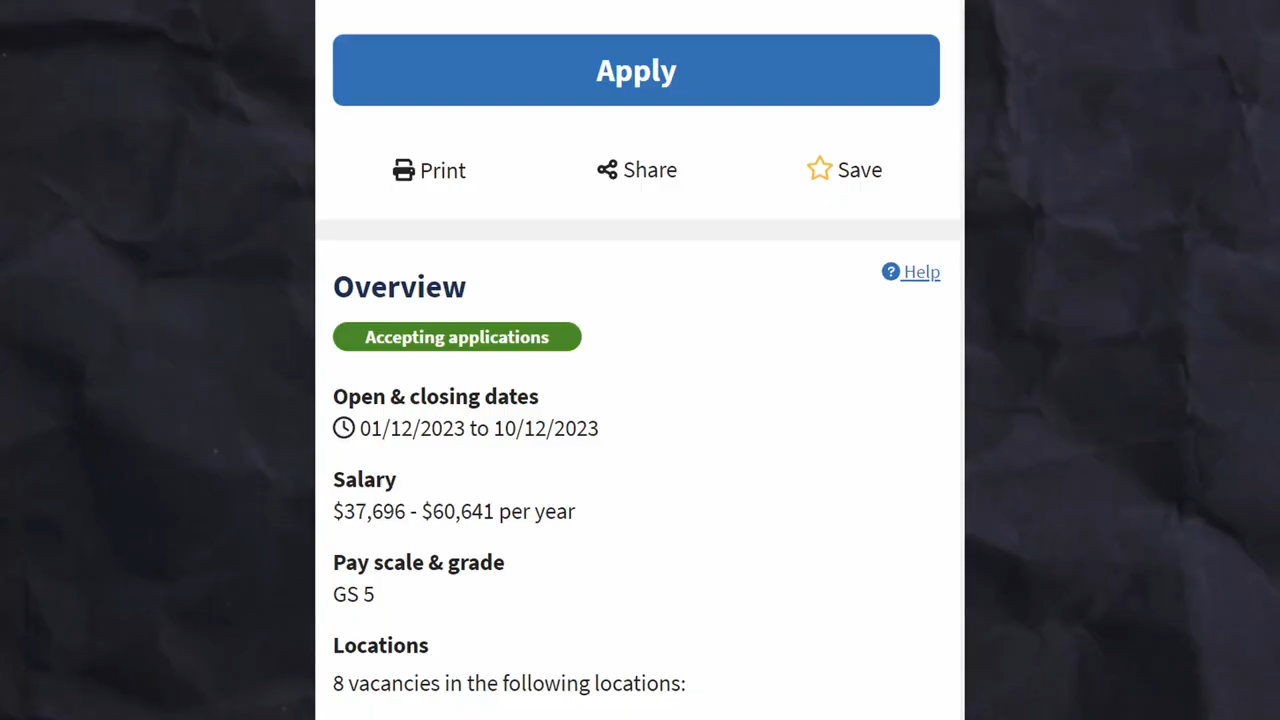 Apply
Print Share Save
Overview
Help
Accepting applications
Open & closing dates
01/12/2023 to 10/12/2023
Salary
$37,696 - $60,641 per year
Pay scale & grade
GS 5
Locations
8 vacancies in the following locations: